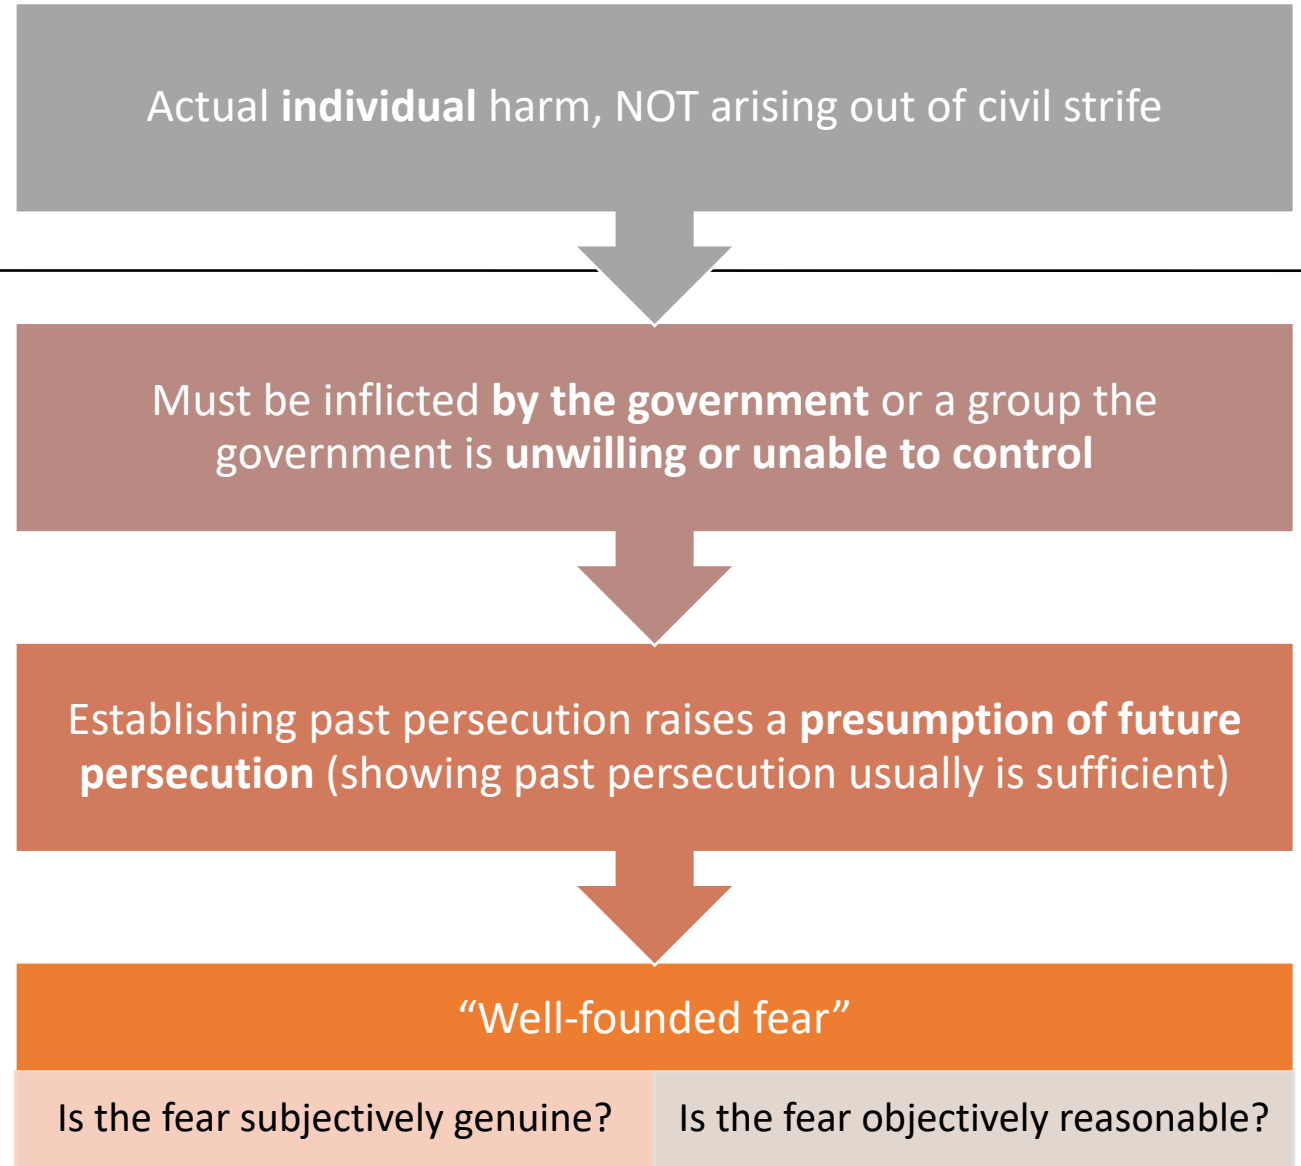 Actual individual harm, NOT arising out of civil strife
Must be inflicted by the government or a group the
government is unwilling or unable to control
Establishing past persecution raises a presumption of future
persecution (showing past persecution usually is sufficient)
“Well-founded fear”
Is the fear subjectively genuine?
Is the fear objectively reasonable?